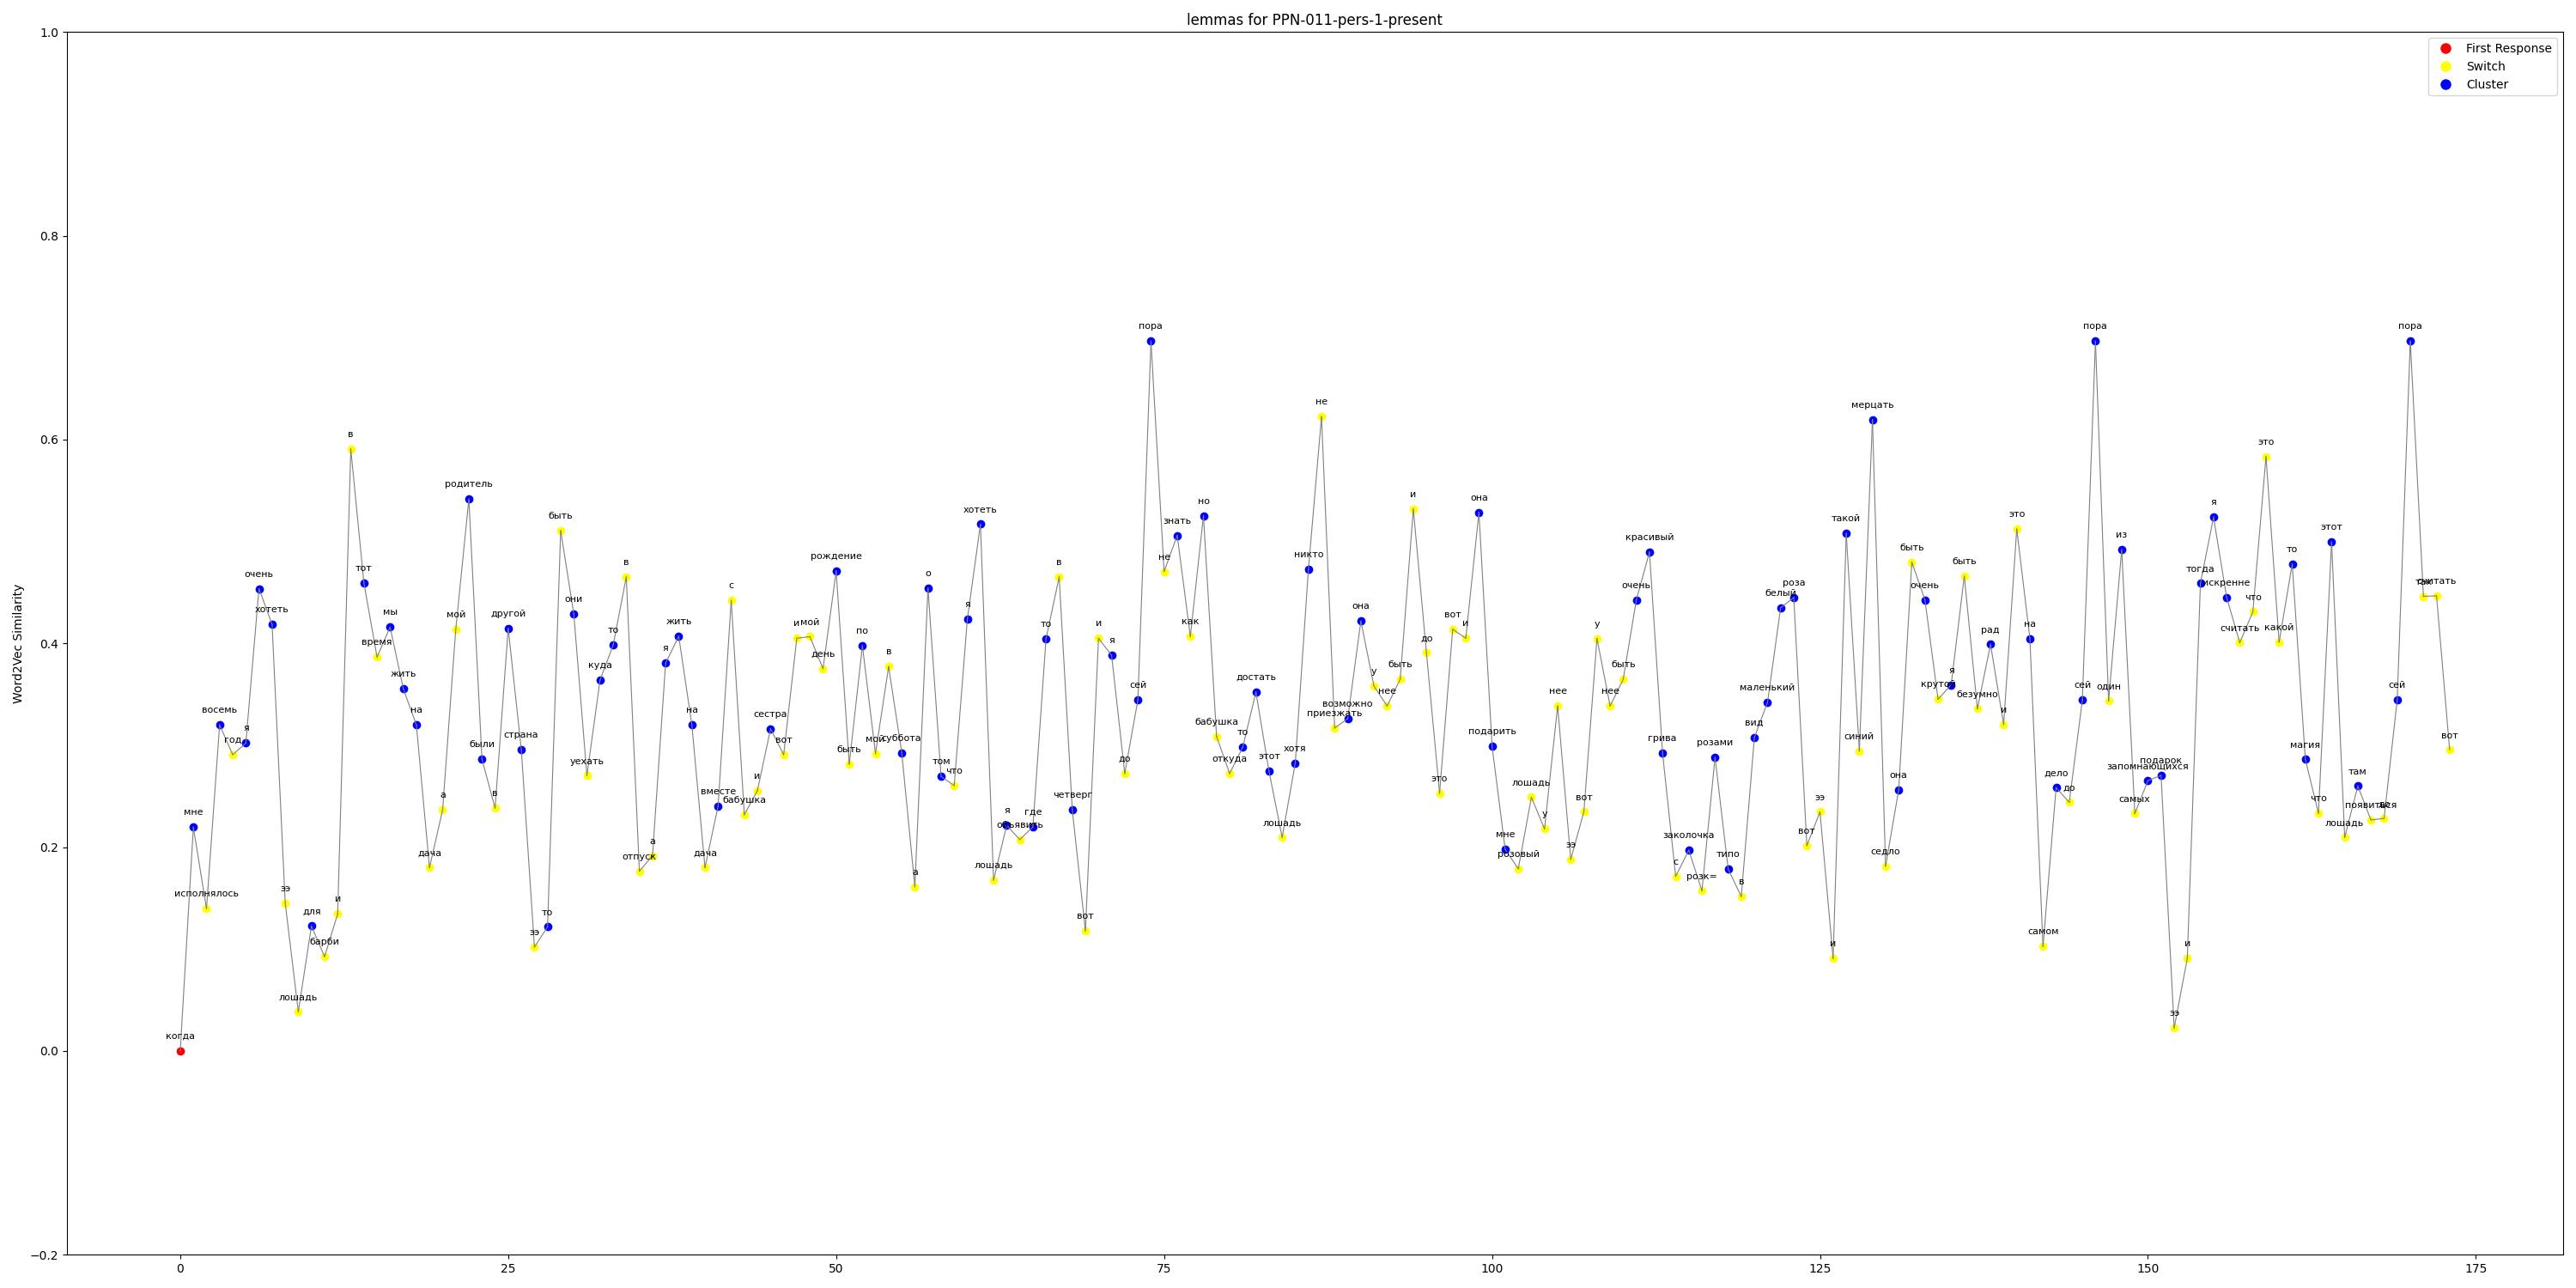 lemmas for PPN-011-pers-1-present
First Response
Switch
Cluster
Word2Vec Similarity
1.0
0.8
0.6
0.4
0.2
0.0
−0.2
0
25
50
75
100
125
150
175
когда
мне
исполнялось
восемь
год
я
очень
хотеть
ээ
лошадь
для
барби
и
в
тот
время
мы
жить
на
дача
а
мой
родитель
были
в
другой
страна
ээ
то
быть
они
уехать
куда
то
в
отпуск
а
я
жить
на
дача
вместе
с
бабушка
и
сестра
вот
и
мой
день
рождение
быть
по
мой
в
суббота
а
о
том
что
я
хотеть
лошадь
я
объявить
где
то
в
четверг
вот
и
я
до
сей
пора
не
знать
как
но
бабушка
откуда
то
достать
этот
лошадь
хотя
никто
не
приезжать
возможно
она
у
нее
быть
и
до
это
вот
и
она
подарить
мне
розовый
лошадь
у
нее
ээ
вот
у
нее
быть
очень
красивый
грива
с
заколочка
розк=
розами
типо
в
вид
маленький
белый
роза
вот
ээ
и
такой
синий
мерцать
седло
она
быть
очень
крутой
я
быть
безумно
рад
и
это
на
самом
дело
до
сей
пора
один
из
самых
запомнающихся
подарок
ээ
и
тогда
я
искренне
считать
что
это
какой
то
магия
что
этот
лошадь
там
появиться
до
сей
пора
так
считать
вот